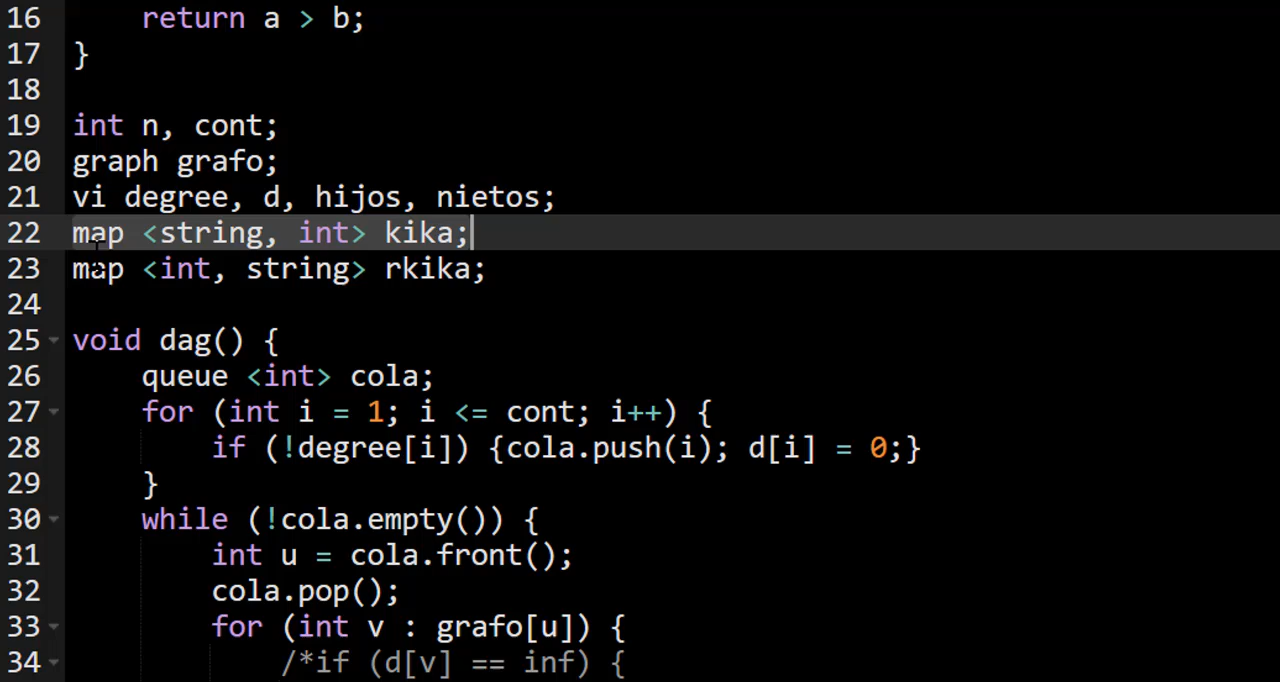 16 return a > b;
17 }
18
19 int n, cont;
20 graph grafo;
21 vi degree, d, hijos, nietos;
22 map <string, int> kika;
23 map <int, string> rkika;
24
25 void dag() {
26 queue <int> cola;
27 for (int i = 1; i <= cont; i++) {
28 if (!degree[i]) {cola.push(i); d[i] = 0;}
29 }
30 while (!cola.empty()) {
31 int u = cola.front();
32 cola.pop();
33 for (int v : grafo[u]) {
34 /*if (d[v] == inf) {